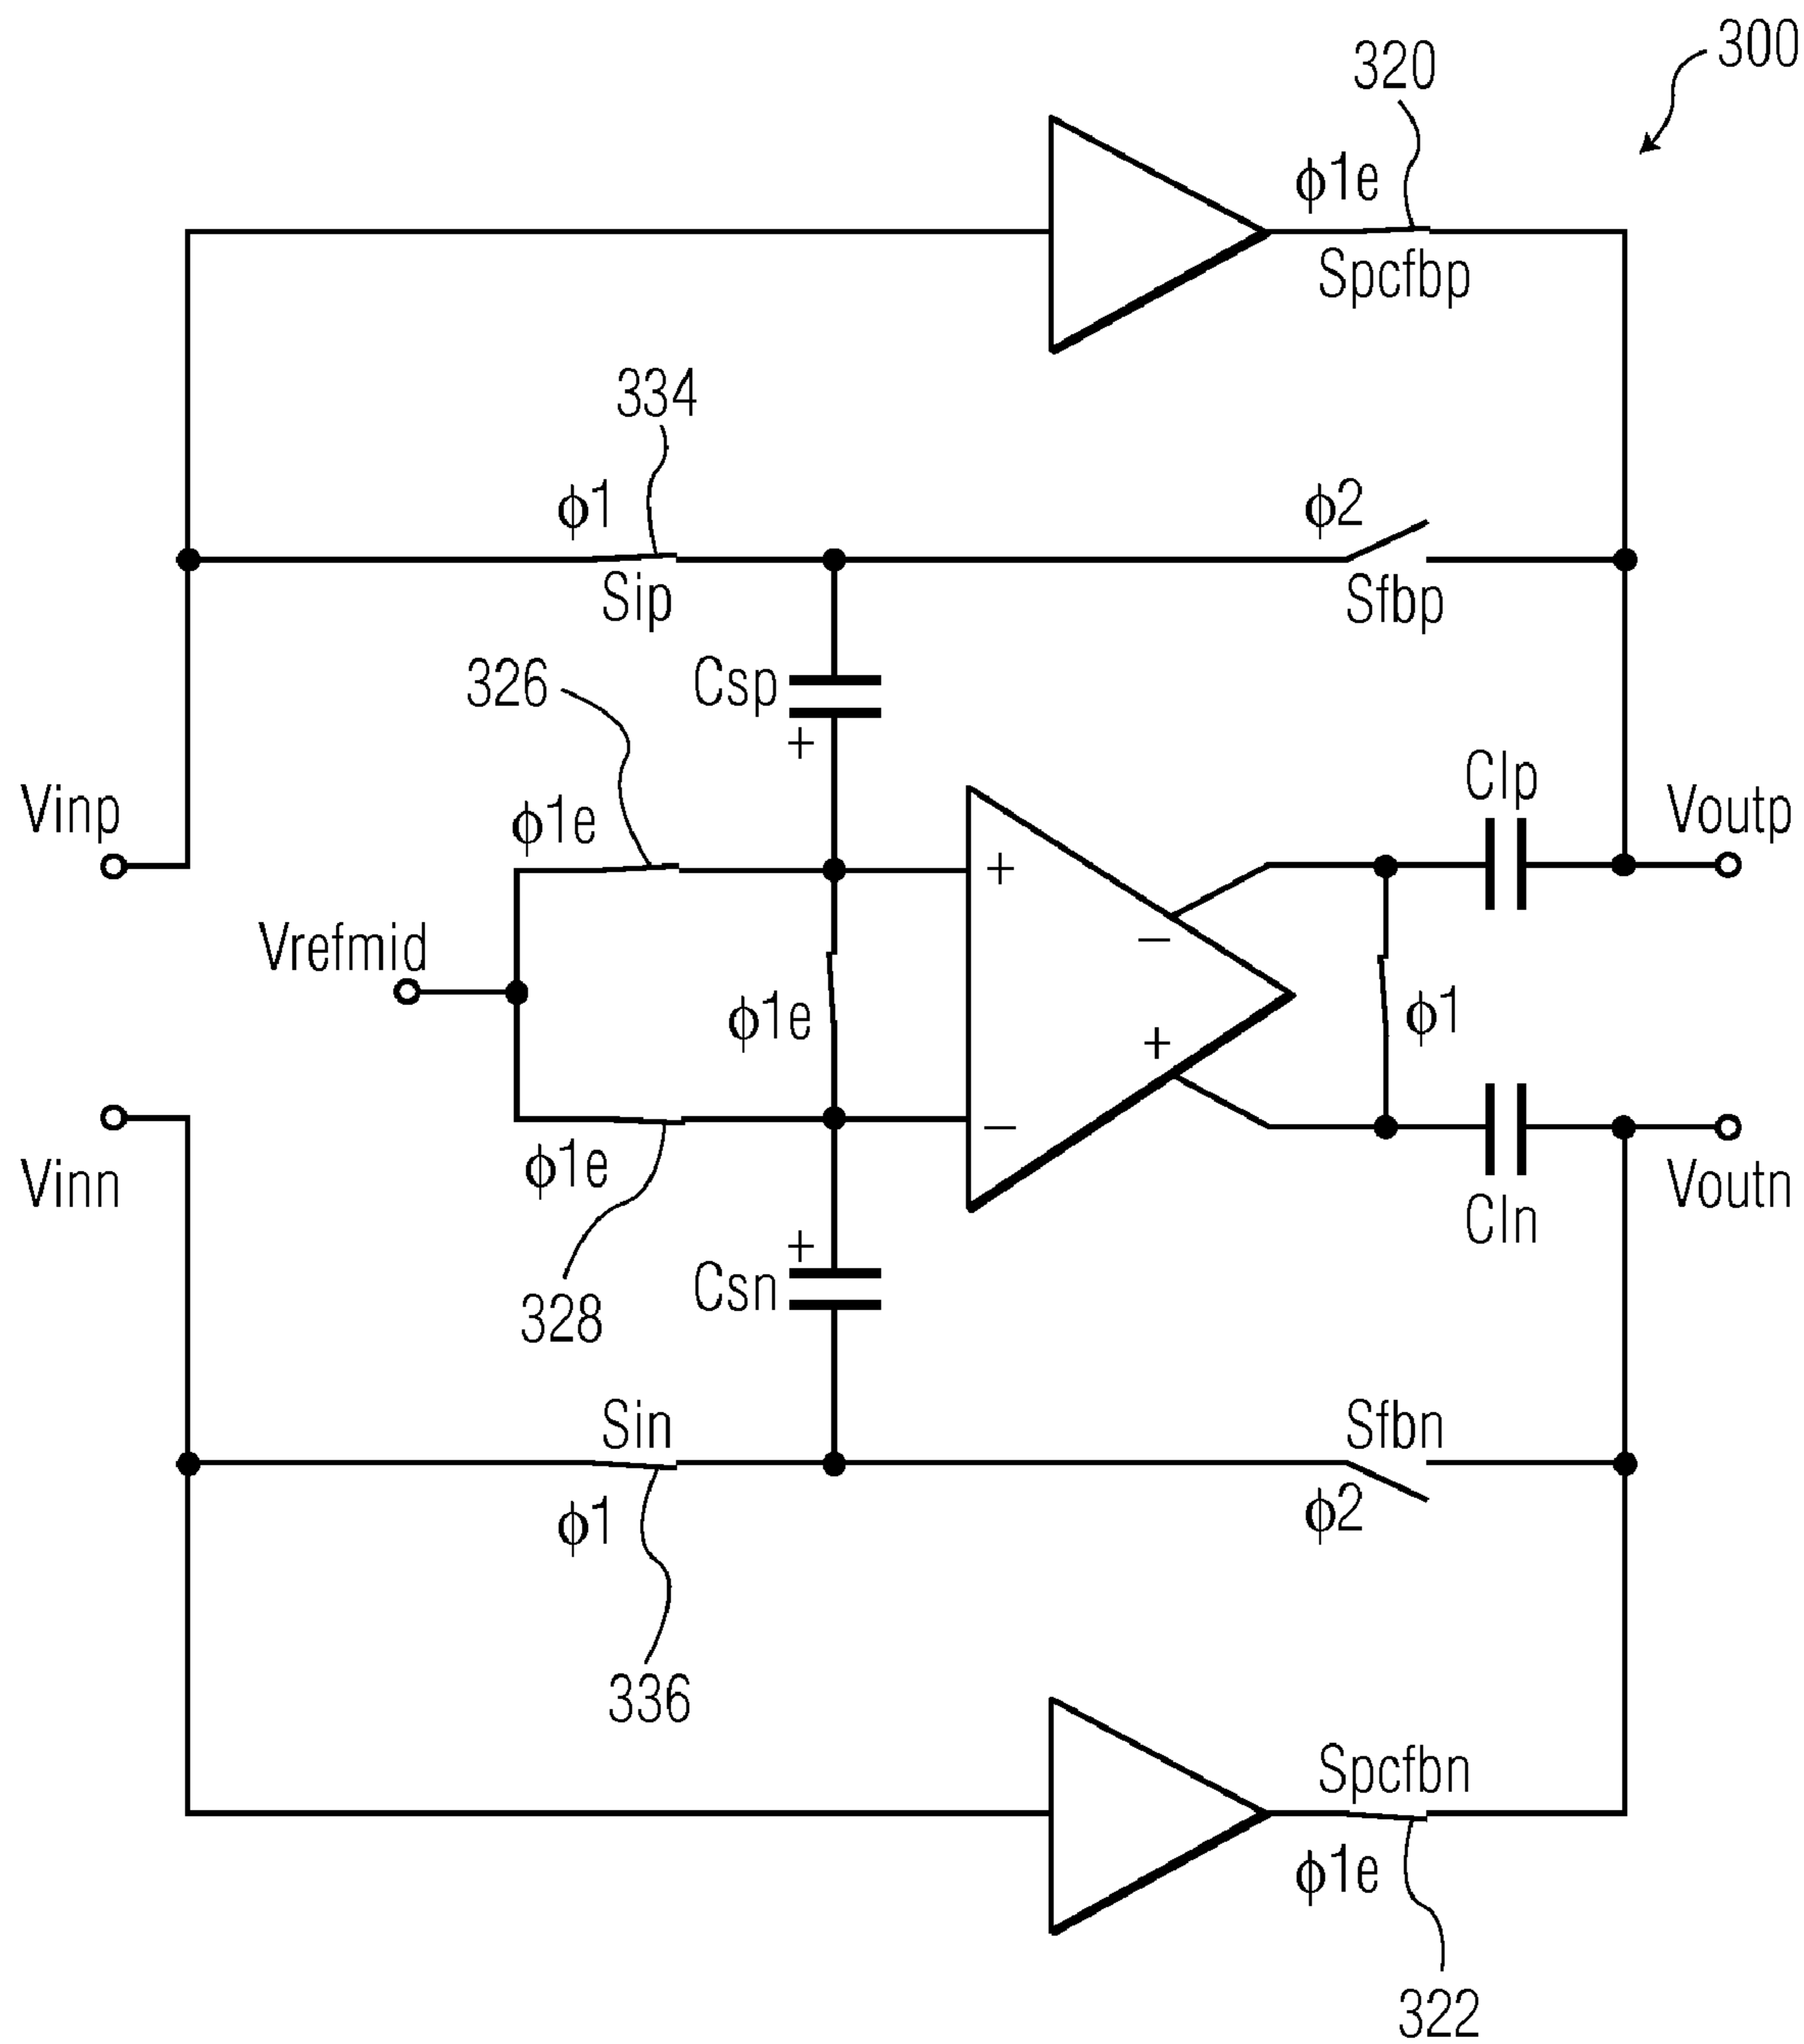 300
320
ϕ1e
Spcfbp
334
ϕ1
Sip
ϕ2
Sfbp
326
Csp
+
Vinp
ϕ1e
+
Clp
Voutp
Vrefmid
−
ϕ1e
+
ϕ1
Vinn
ϕ1e
−
Cln
Voutn
328
+
Csn
Sin
ϕ1
Sfbn
ϕ2
336
Spcfbn
ϕ1e
322